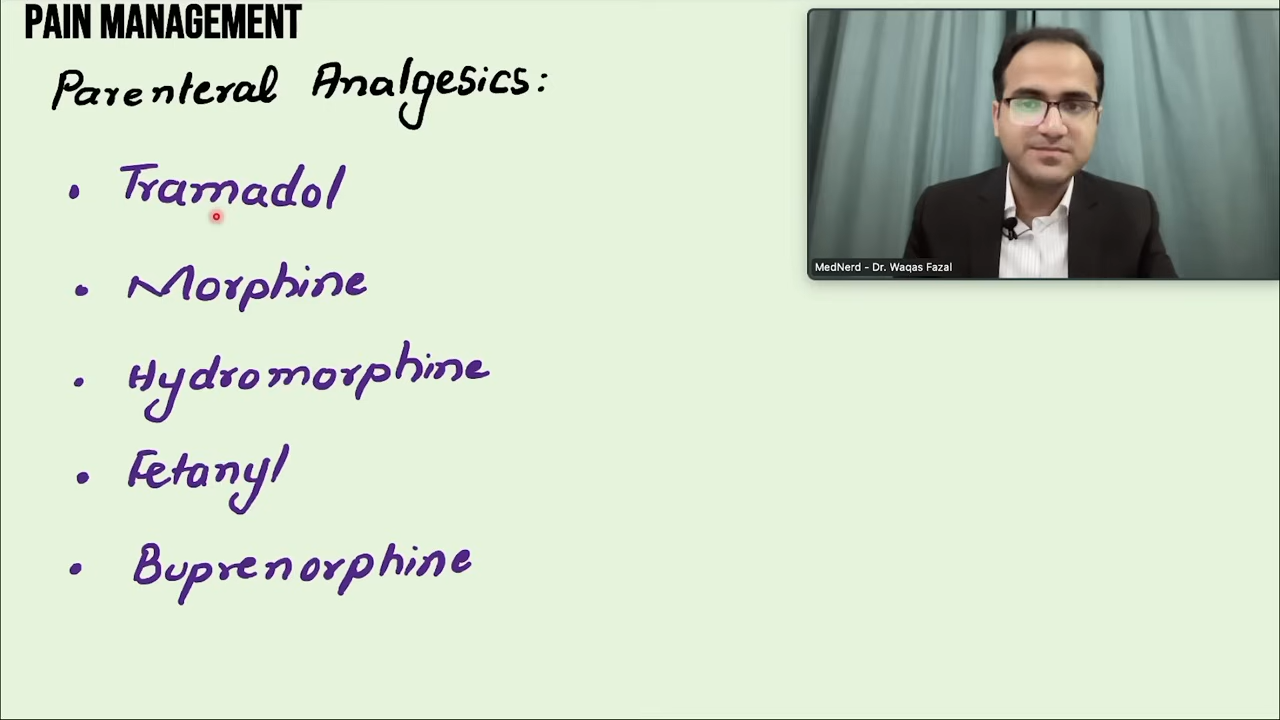 PAIN MANAGEMENT
Parenteral Analgesics:
• Tramadol
• Morphine
• Hydromorphine
• Fetanyl
• Buprenorphine
MedNerd - Dr. Waqas Fazal